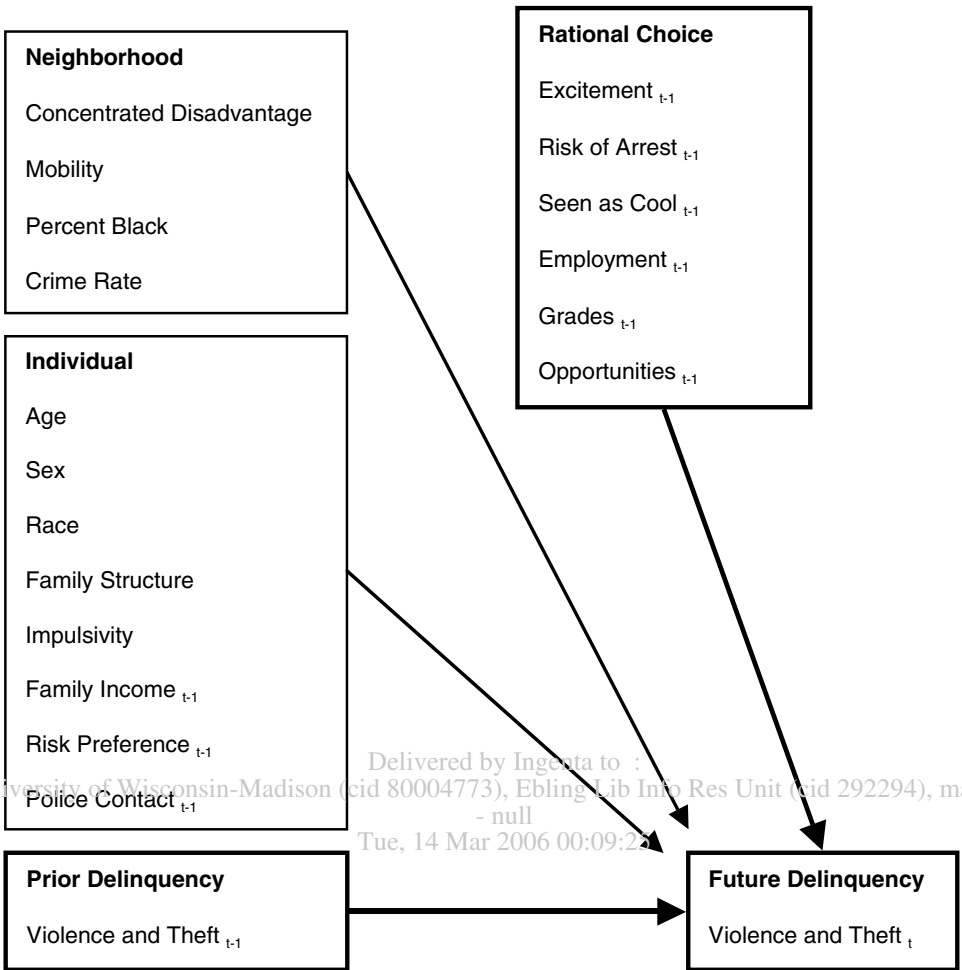 Neighborhood
Concentrated Disadvantage
Mobility
Percent Black
Crime Rate
Rational Choice
Excitement t-1
Risk of Arrest t-1
Seen as Cool t-1
Employment t-1
Grades t-1
Opportunities t-1
Individual
Age
Sex
Race
Family Structure
Impulsivity
Family Income t-1
Risk Preference t-1
Police Contact t-1
Delivered by Ingenta to :
of Wisconsin-Madison (cid 80004773), Ebling Lib Info Res Unit (cid 292294),
- null
Tue, 14 Mar 2006 00:09:25
Prior Delinquency
Violence and Theft t-1
Future Delinquency
Violence and Theft t